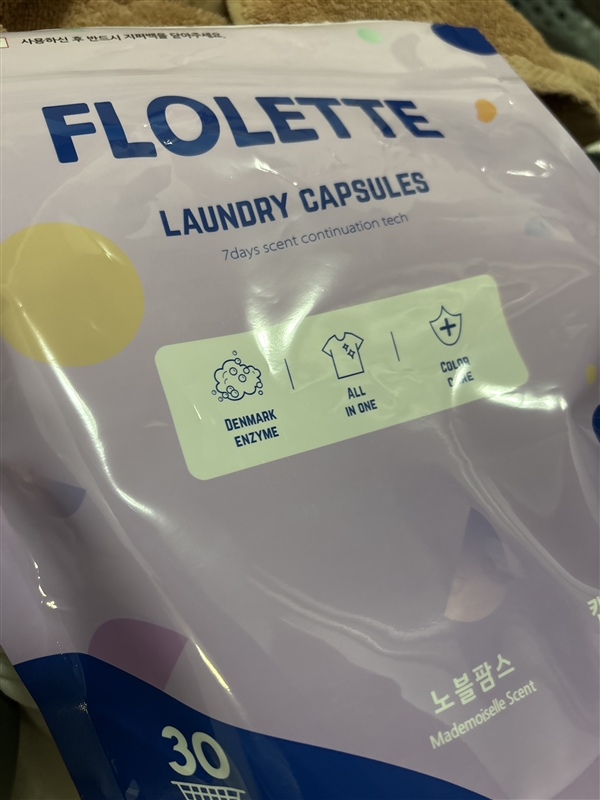 사용하신 후 반드시 지퍼백을 닫아주세요.
FLOLETTE
LAUNDRY CAPSULES
7days scent continuation tech
DENMARK
ENZYME
ALL
IN ONE
COLOR
CARE
노블팜스
Mademoiselle Scent
30